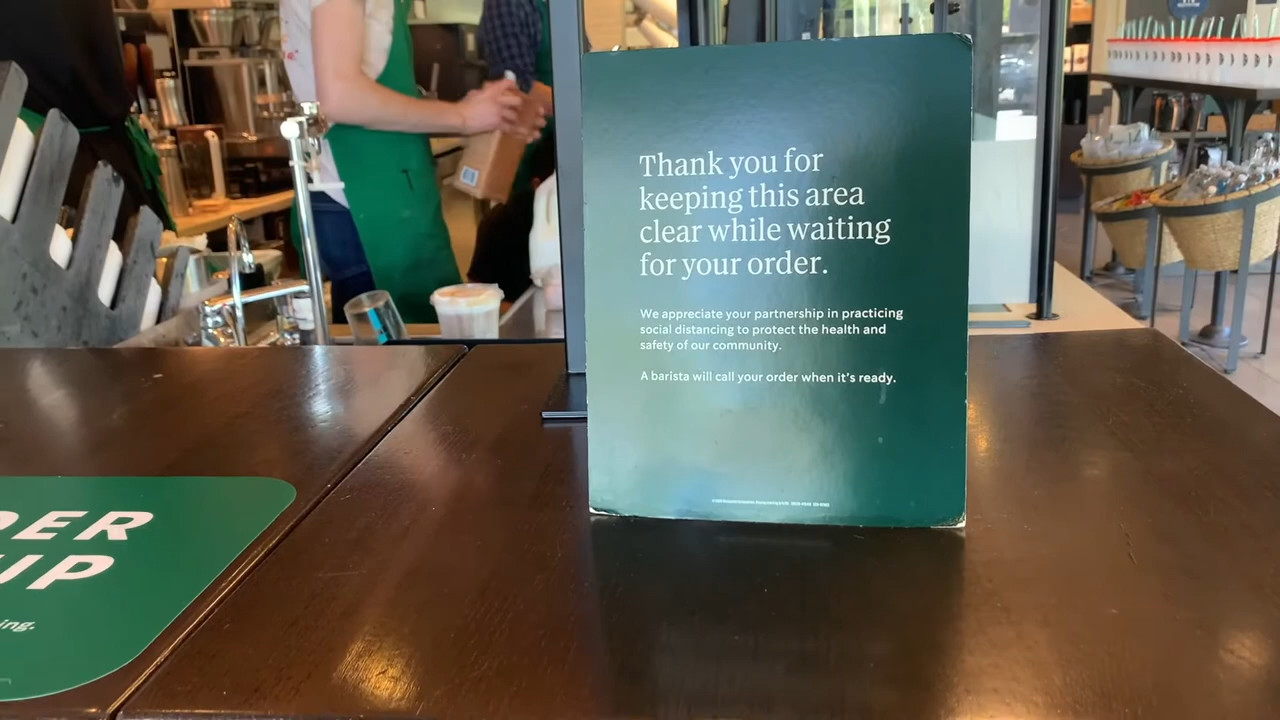 Thank you for
keeping this area
clear while waiting
for your order.
We appreciate your partnership in practicing
social distancing to protect the health and
safety of our community.
A barista will call your order when it's ready.
DER
UP
ing.
T